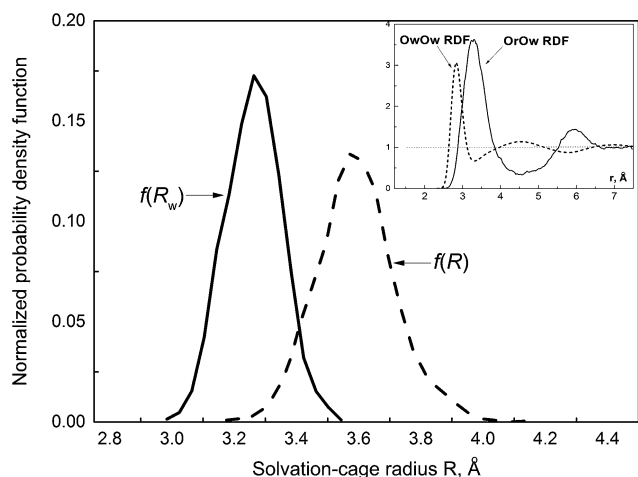 Normalized probability density function
0.20
0.15
0.10
0.05
0.00
f(Rw)
f(R)
2.8 3.0 3.2 3.4 3.6 3.8 4.0 4.2 4.4
Solvation-cage radius R, Å
OwOw RDF OrOw RDF
4
3
2
1
0
r, Å
2 3 4 5 6 7